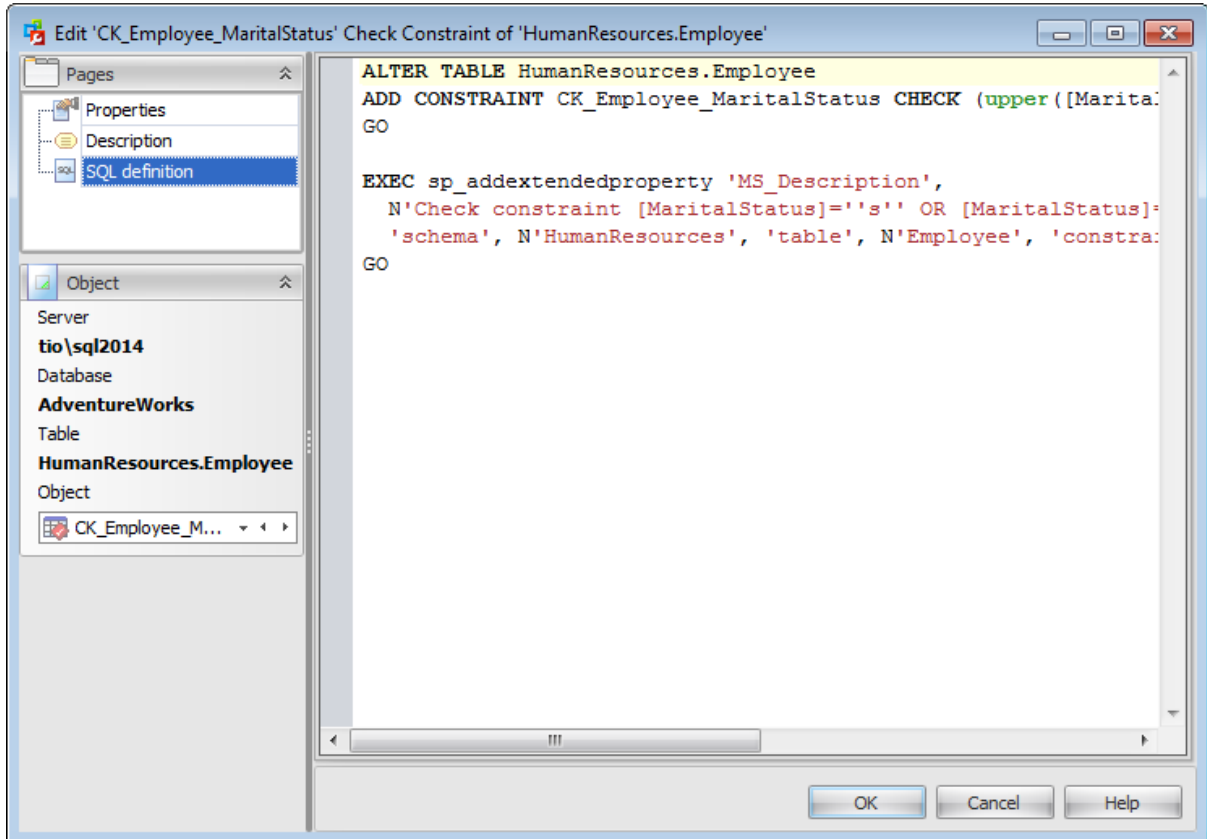 Edit 'CK_Employee_MaritalStatus' Check Constraint of 'HumanResources.Employee'
Pages
Properties
Description
SQL
SQL definition
Object
Server
tio\sql2014
Database
AdventureWorks
Table
HumanResources.Employee
Object
CK_Employee_M...
ALTER TABLE HumanResources.Employee
ADD CONSTRAINT CK_Employee_MaritalStatus CHECK (upper([Marital
GO
EXEC sp_addextendedproperty 'MS_Description',
N'Check constraint [MaritalStatus]=''s'' OR [MaritalStatus]=
'schema', N'HumanResources', 'table', N'Employee', 'constrai
GO
OK Cancel Help